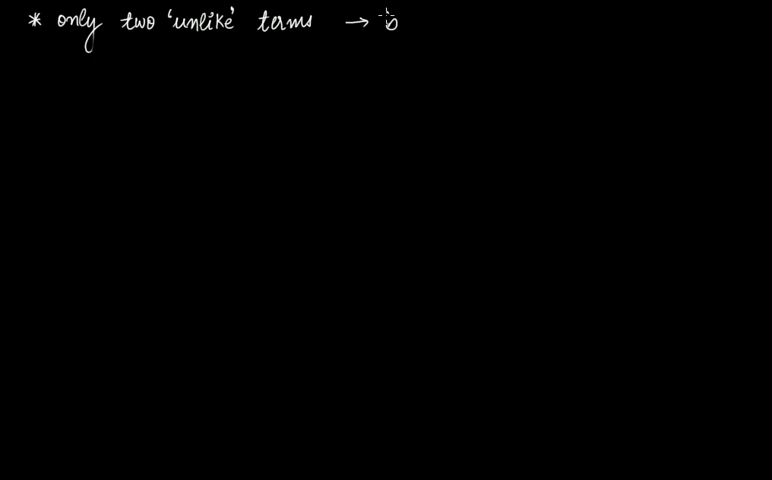 * only two 'unlike' terms → b